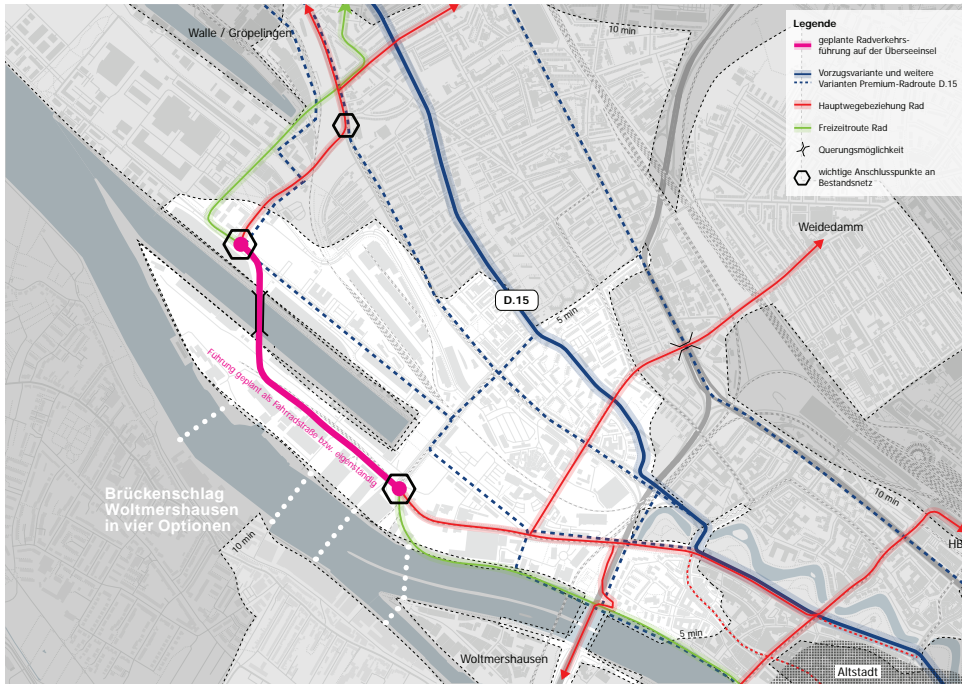 Walle / Gröpelingen
10 min
Legende
geplante Radverkehrs-
führung auf der Überseeinsel
Vorzugsvariante und weitere
Varianten Premium-Radroute D.15
Hauptwegebeziehung Rad
Freizeitroute Rad
Querungsmöglichkeit
wichtige Anschlusspunkte an
Bestandsnetz
Weidedamm
D.15
5 min
Führung geplant als Fahrradstraße bzw. eigenständig
Brückenschlag
Woltmershausen
in vier Optionen
10 min
10 min
HB
5 min
Woltmershausen
Altstadt